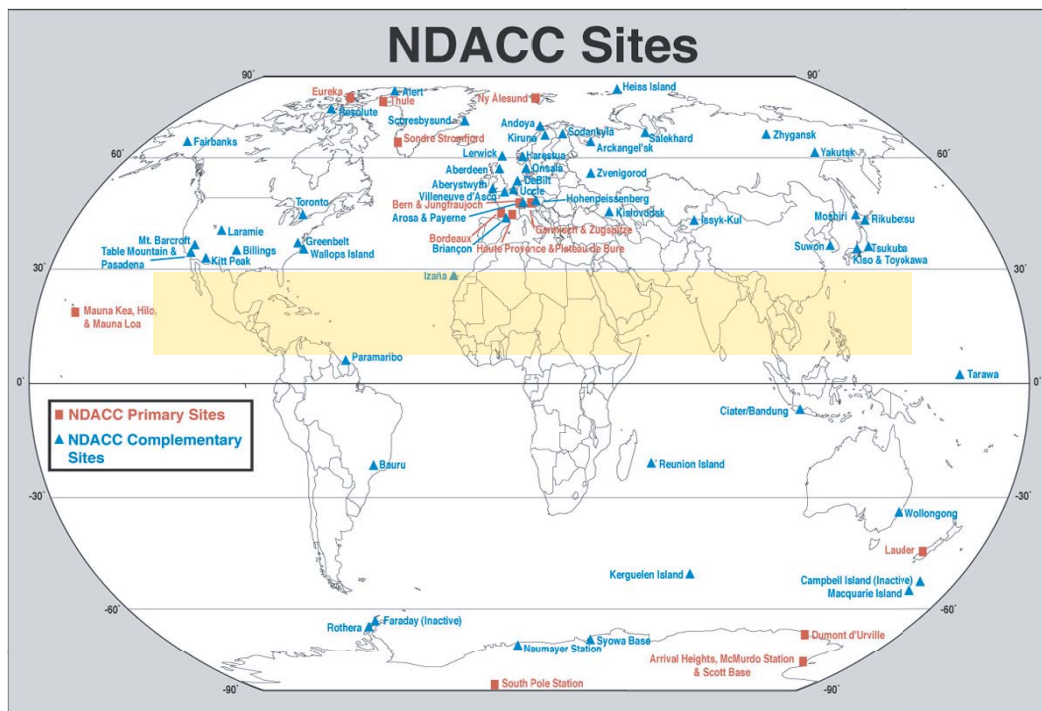 NDACC Sites
90°
90°
Heiss Island
Eureka
Alert
Thule
Ny Ålesund
Resolute
Scoresbysund
Andoya
Sodankyla
Salekhard
Zhygansk
Fairbanks
Sondre Stromfjord
Kiruna
Arckangel'sk
60°
60°
Lerwick
Harestua
Yakutsk
Aberdeen
Onsala
Zvenigorod
DeBilt
Aberystwyth
Uccle
Villeneuve d'Ascq
Hohenpeissenberg
Toronto
Bern & Jungfraujoch
Kislovodsk
Issyk-Kul
Moshiri
Rikubetsu
Arosa & Payerne
Garmisch & Zugspitze
Laramie
Mt. Barcroft
Greenbelt
Bordeaux
Haute Provence & Plateau de Bure
Suwon
Tsukuba
Table Mountain &
Pasadena
Billings
Wallops Island
Briançon
Kitt Peak
Kiso & Toyokawa
30°
30°
Izaña
Mauna Kea, Hilo,
& Mauna Loa
Paramaribo
Tarawa
0°
0°
NDACC Primary Sites
NDACC Complementary
Sites
Ciater/Bandung
Bauru
Reunion Island
-30°
-30°
Wollongong
Lauder
Kerguelen Island
Campbell Island (Inactive)
Macquarie Island
-60°
-60°
Faraday (Inactive)
Rothera
Dumont d'Urville
Syowa Base
Neumayer Station
Arrival Heights, McMurdo Station
& Scott Base
South Pole Station
-90°
-90°